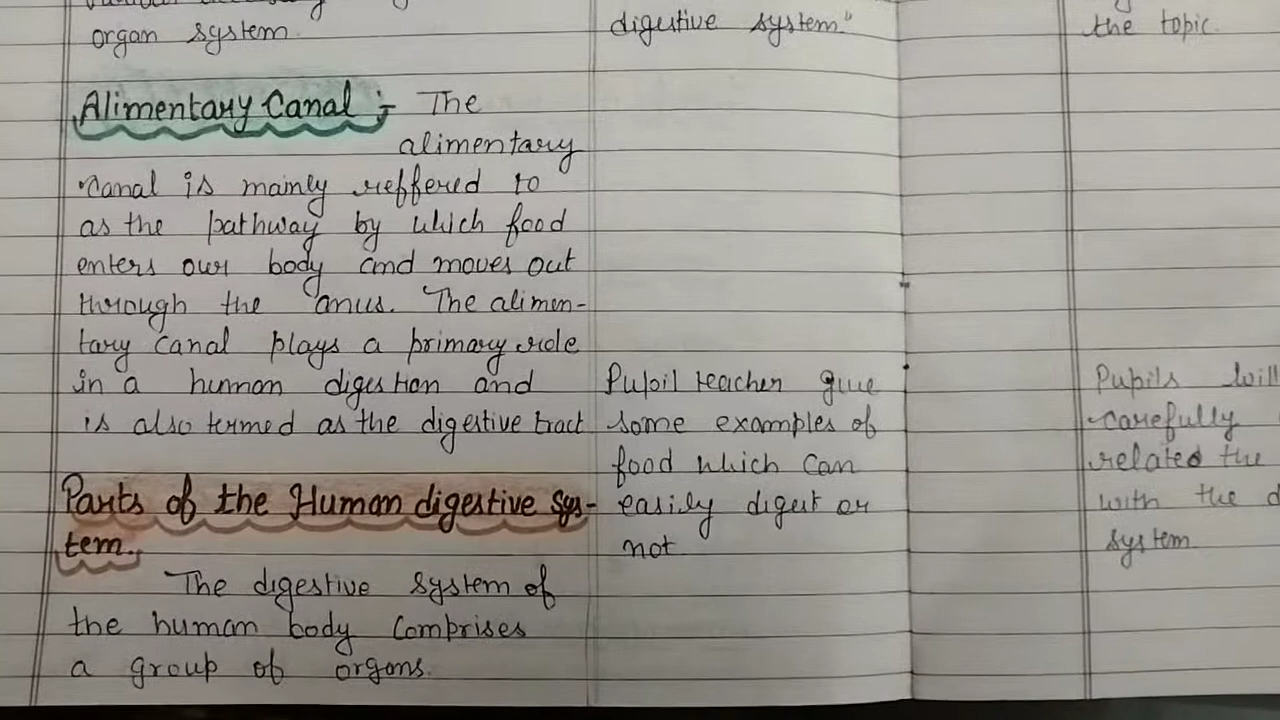 organ system
Alimentary Canal :- The
alimentary
Canal is mainly reffered to
as the pathway by which food
enters our body and moves out
through the anus. The alimen-
tary canal plays a primary role
in a human digestion and
is also termed as the digestive tract
Parts of the Human digestive sys-
tem.
The digestive system of
the human body comprises
a group of organs.
digestive system"
Pupil teacher give
some examples of
food which can
easily digest or
not
the topic.
Pupils will
carefully
related the
with the d
system